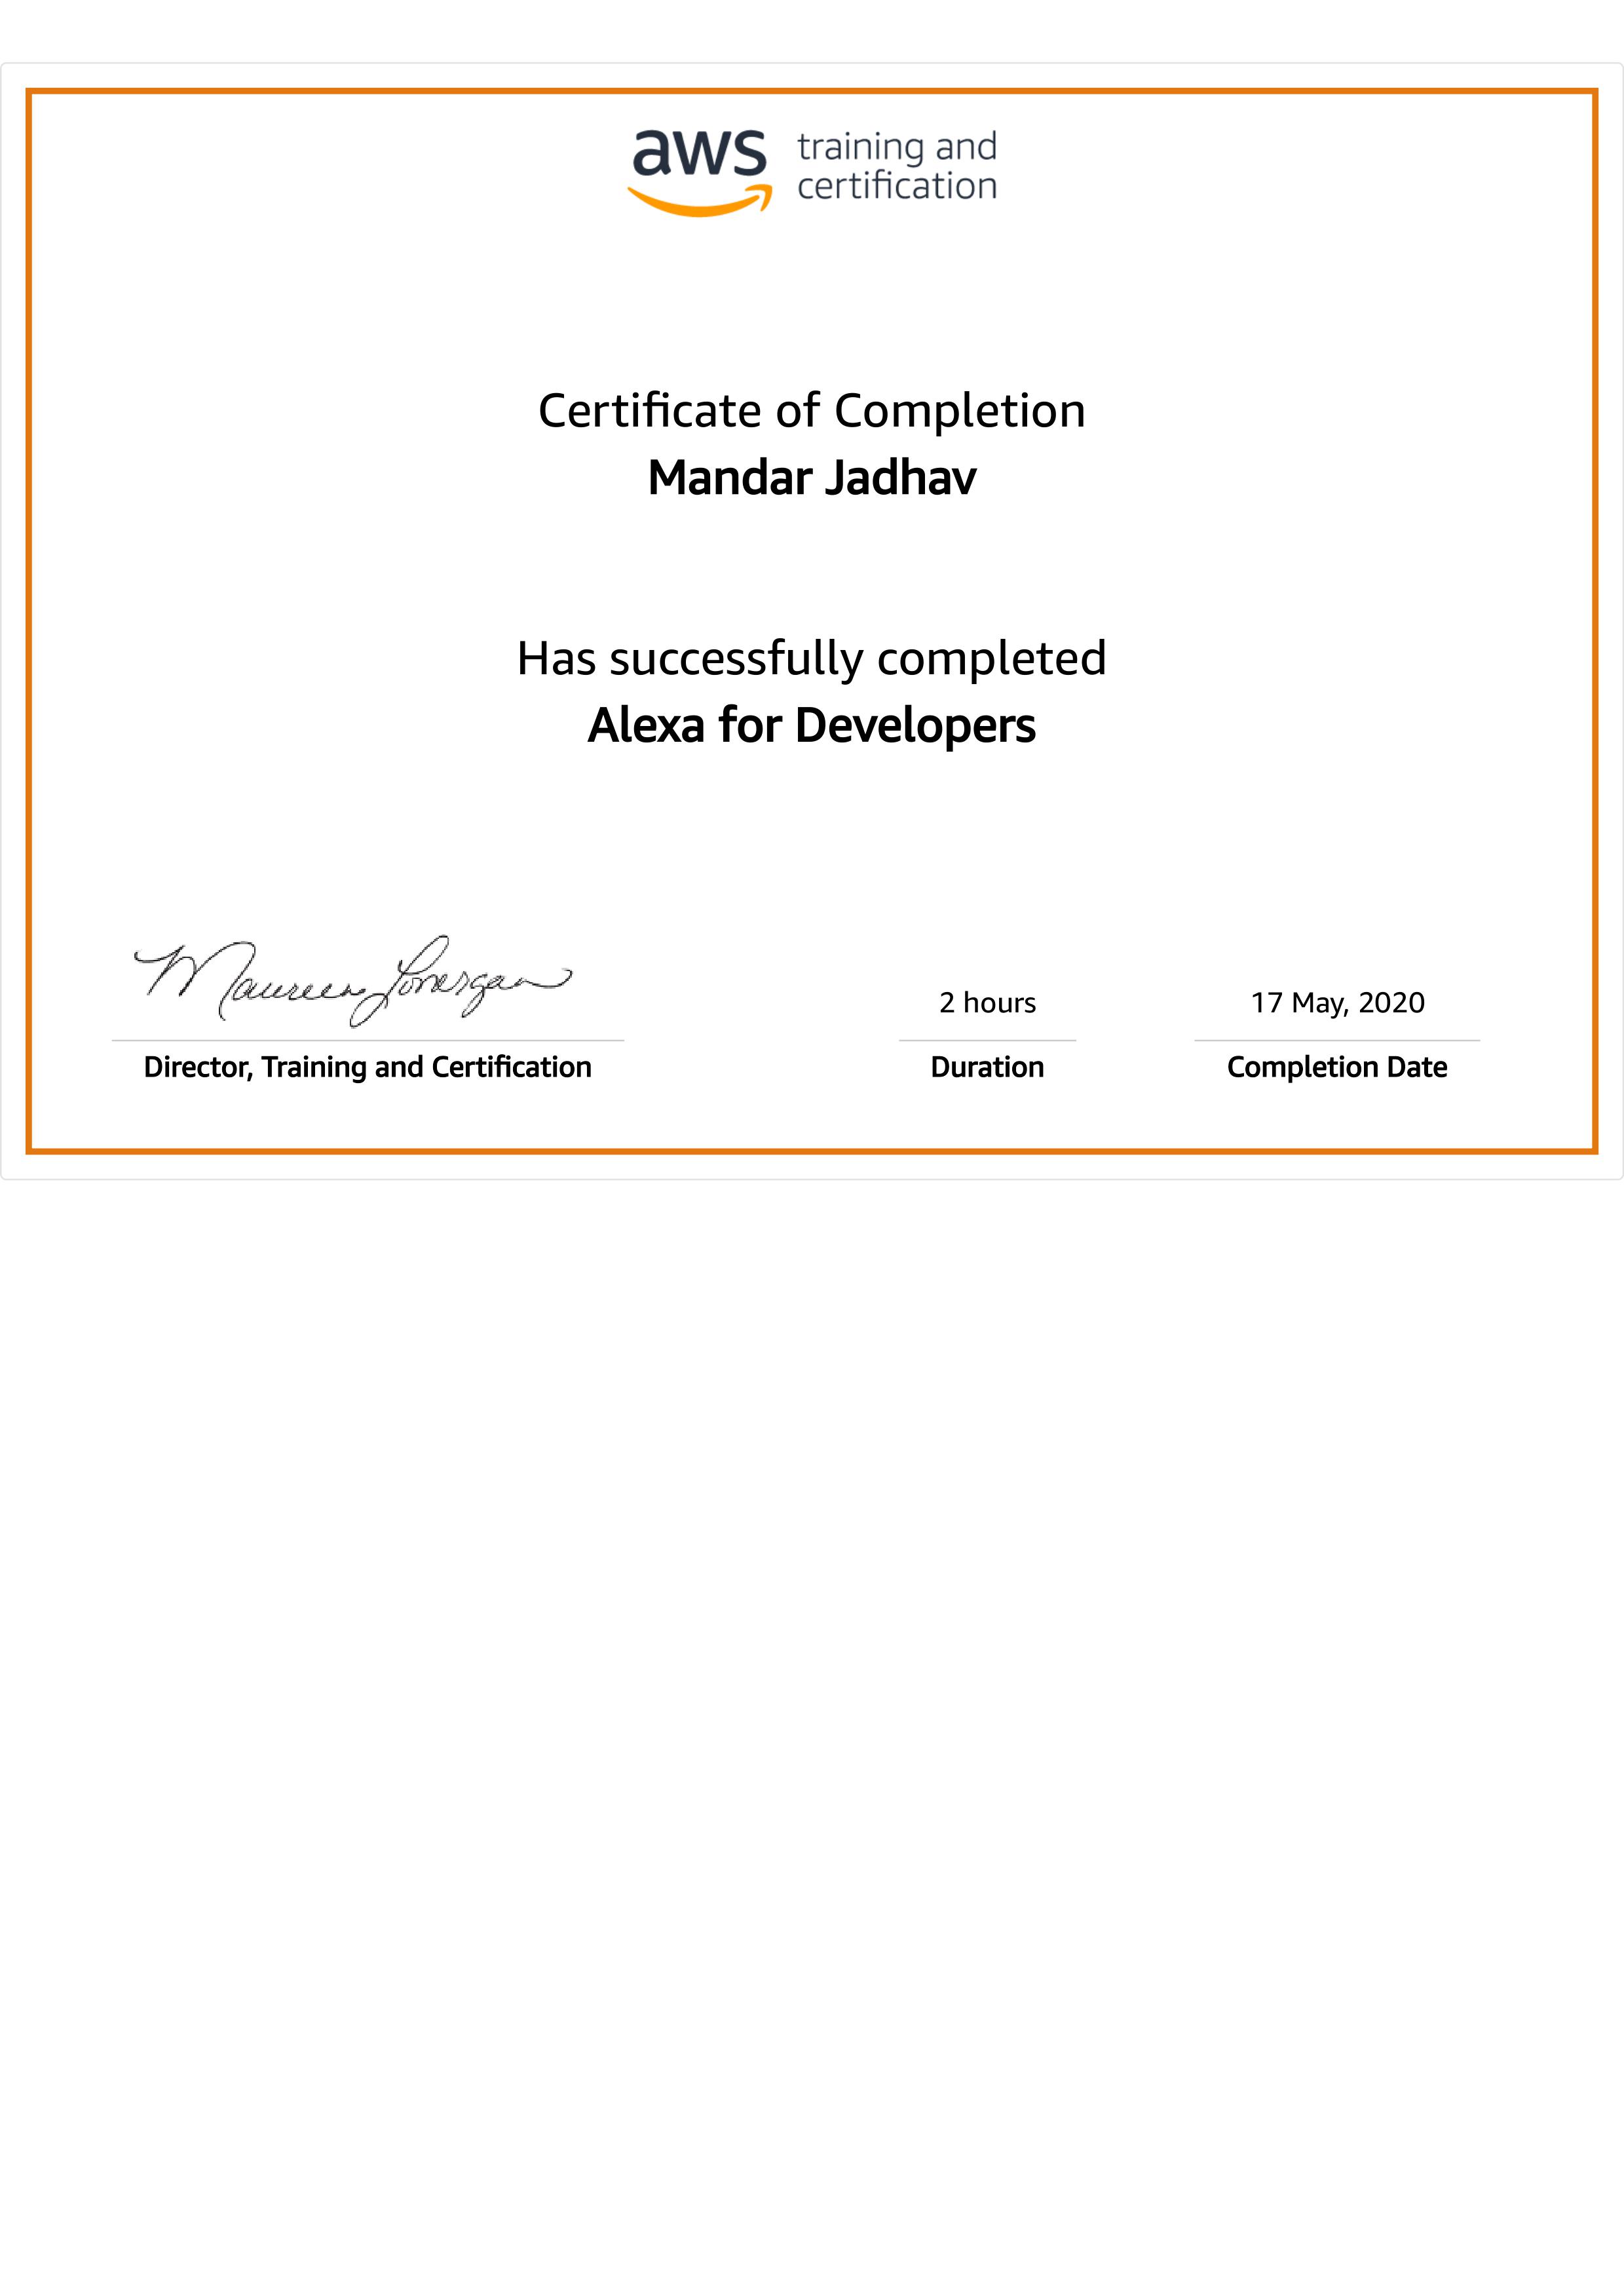 aws training and
certification
Certificate of Completion
Mandar Jadhav
Has successfully completed
Alexa for Developers
Maureen Lonergan
2 hours
17 May, 2020
Director, Training and Certification
Duration
Completion Date